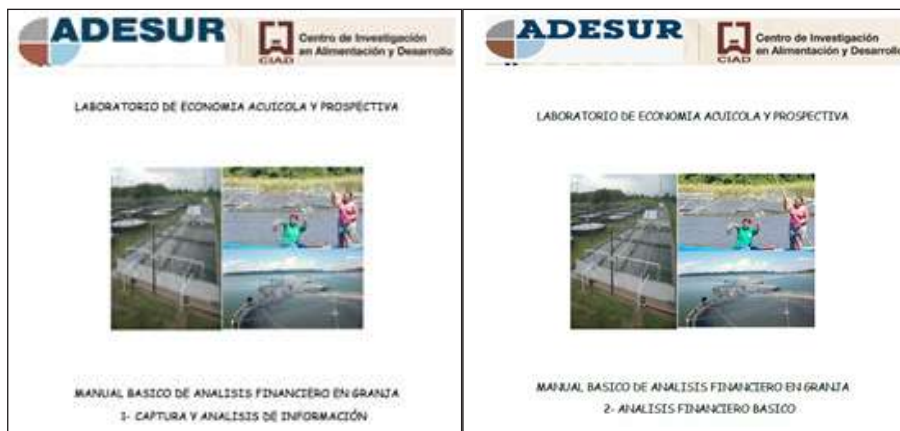 ADESUR
CIAD
Centro de Investigación
en Alimentación y Desarrollo
LABORATORIO DE ECONOMIA ACUICOLA Y PROSPECTIVA
MANUAL BASICO DE ANALISIS FINANCIERO EN GRANJA
1- CAPTURA Y ANALISIS DE INFORMACIÓN
ADESUR
CIAD
Centro de Investigación
en Alimentación y Desarrollo
LABORATORIO DE ECONOMIA ACUICOLA Y PROSPECTIVA
MANUAL BASICO DE ANALISIS FINANCIERO EN GRANJA
2- ANALISIS FINANCIERO BASICO